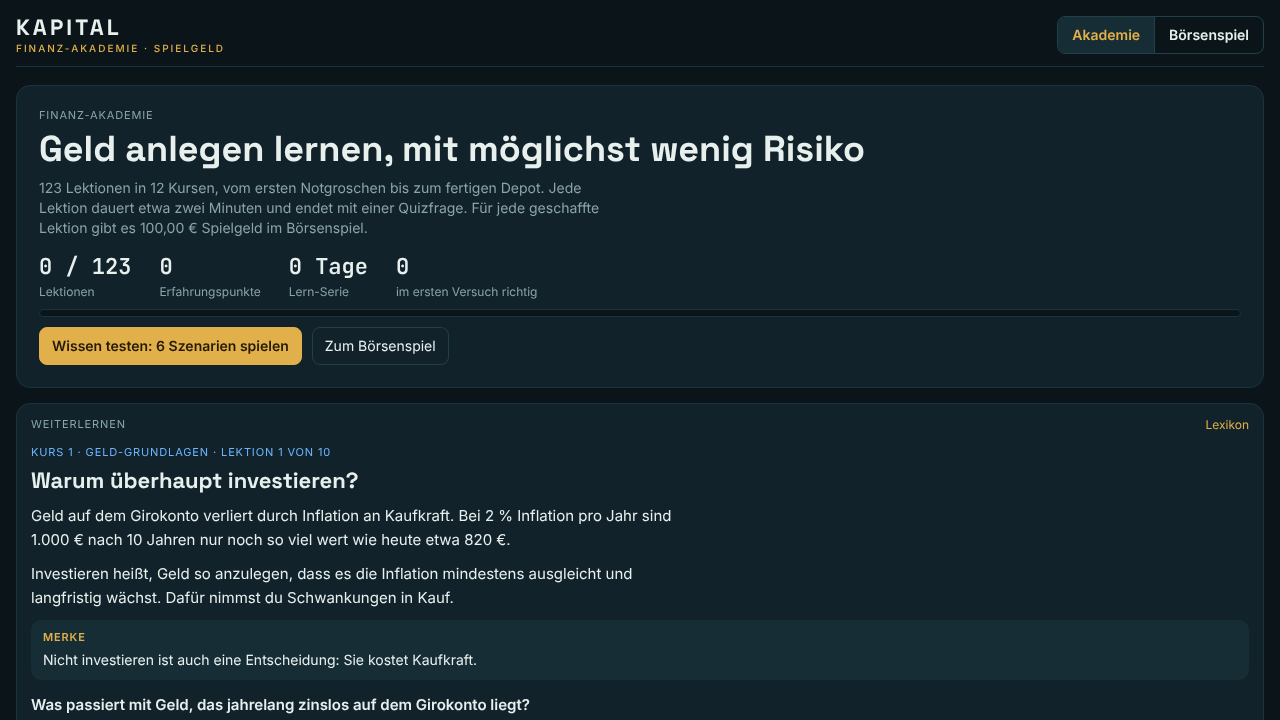 KAPITAL
FINANZ-AKADEMIE · SPIELGELD
Akademie
Börsenspiel
FINANZ-AKADEMIE
Geld anlegen lernen, mit möglichst wenig Risiko
123 Lektionen in 12 Kursen, vom ersten Notgroschen bis zum fertigen Depot. Jede
Lektion dauert etwa zwei Minuten und endet mit einer Quizfrage. Für jede geschaffte
Lektion gibt es 100,00 € Spielgeld im Börsenspiel.
0 / 123
Lektionen
0
Erfahrungspunkte
0 Tage
Lern-Serie
0
im ersten Versuch richtig
Wissen testen: 6 Szenarien spielen
Zum Börsenspiel
WEITERLERNEN
Lexikon
KURS 1 · GELD-GRUNDLAGEN · LEKTION 1 VON 10
Warum überhaupt investieren?
Geld auf dem Girokonto verliert durch Inflation an Kaufkraft. Bei 2 % Inflation pro Jahr sind
1.000 € nach 10 Jahren nur noch so viel wert wie heute etwa 820 €.
Investieren heißt, Geld so anzulegen, dass es die Inflation mindestens ausgleicht und
langfristig wächst. Dafür nimmst du Schwankungen in Kauf.
MERKE
Nicht investieren ist auch eine Entscheidung: Sie kostet Kaufkraft.
Was passiert mit Geld, das jahrelang zinslos auf dem Girokonto liegt?